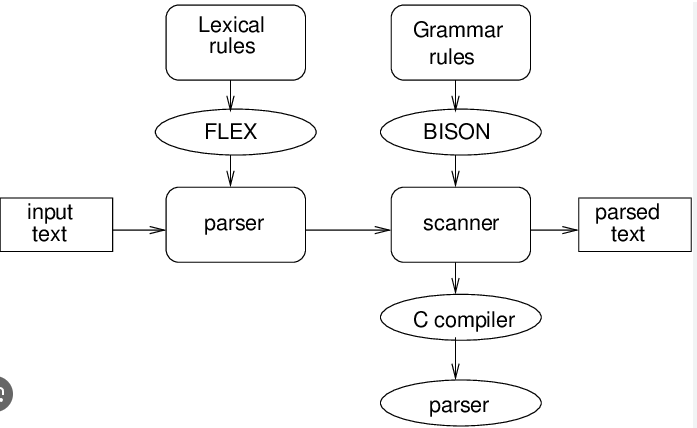 Lexical
rules
Grammar
rules
FLEX
BISON
input
text
parser
scanner
parsed
text
C compiler
parser